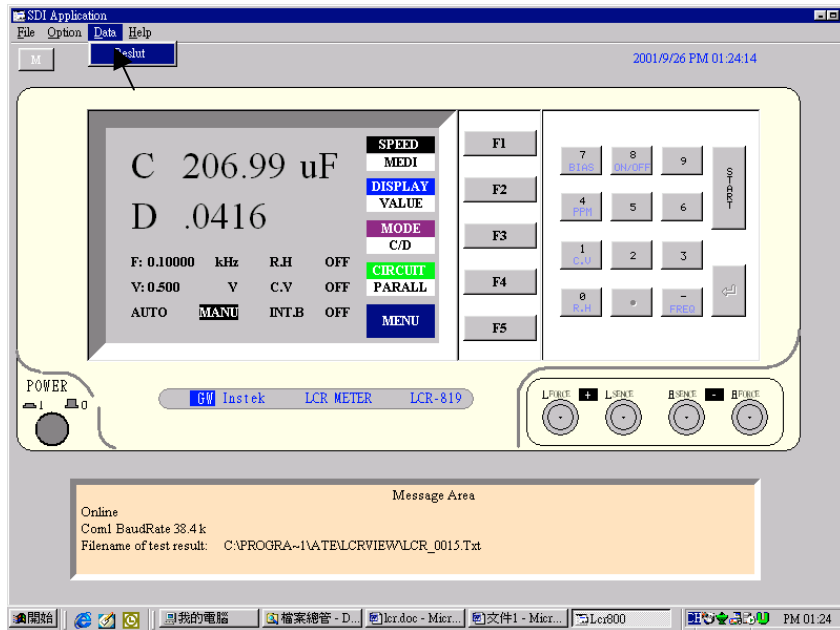 SDI Application
File Option Data Help
Reslut
M
2001/9/26 PM 01:24:14
C 206.99 uF
D .0416
F: 0.10000 kHz R.H OFF
V: 0.500 V C.V OFF
AUTO MANU INT.B OFF
SPEED
MEDI
DISPLAY
VALUE
MODE
C/D
CIRCUIT
PARALL
MENU
F1
F2
F3
F4
F5
7 8 9
BIAS ON/OFF
4 5 6
PPM
1 2 3
C.V
0 . -
R.H FREQ
START
POWER
1 0
GW Instek LCR METER LCR-819
LFORCE + LSENCE HSENCE - HFORCE
Message Area
Online
Com1 BaudRate 38.4 k
Filename of test result: C:\PROGRA~1\ATE\LCRVIEW\LCR_0015.Txt
開始 我的電腦 檔案總管 - D... lcr.doc - Micr... 文件1 - Micr... Lcr800 PM 01:24